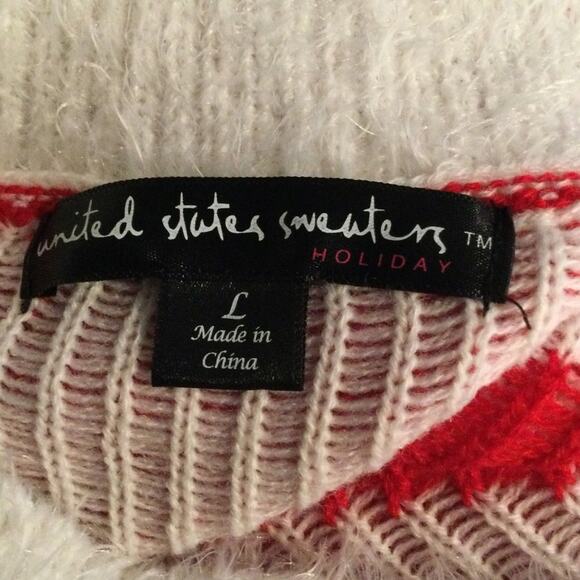 united states sweaters TM
HOLIDAY
L
Made in
China